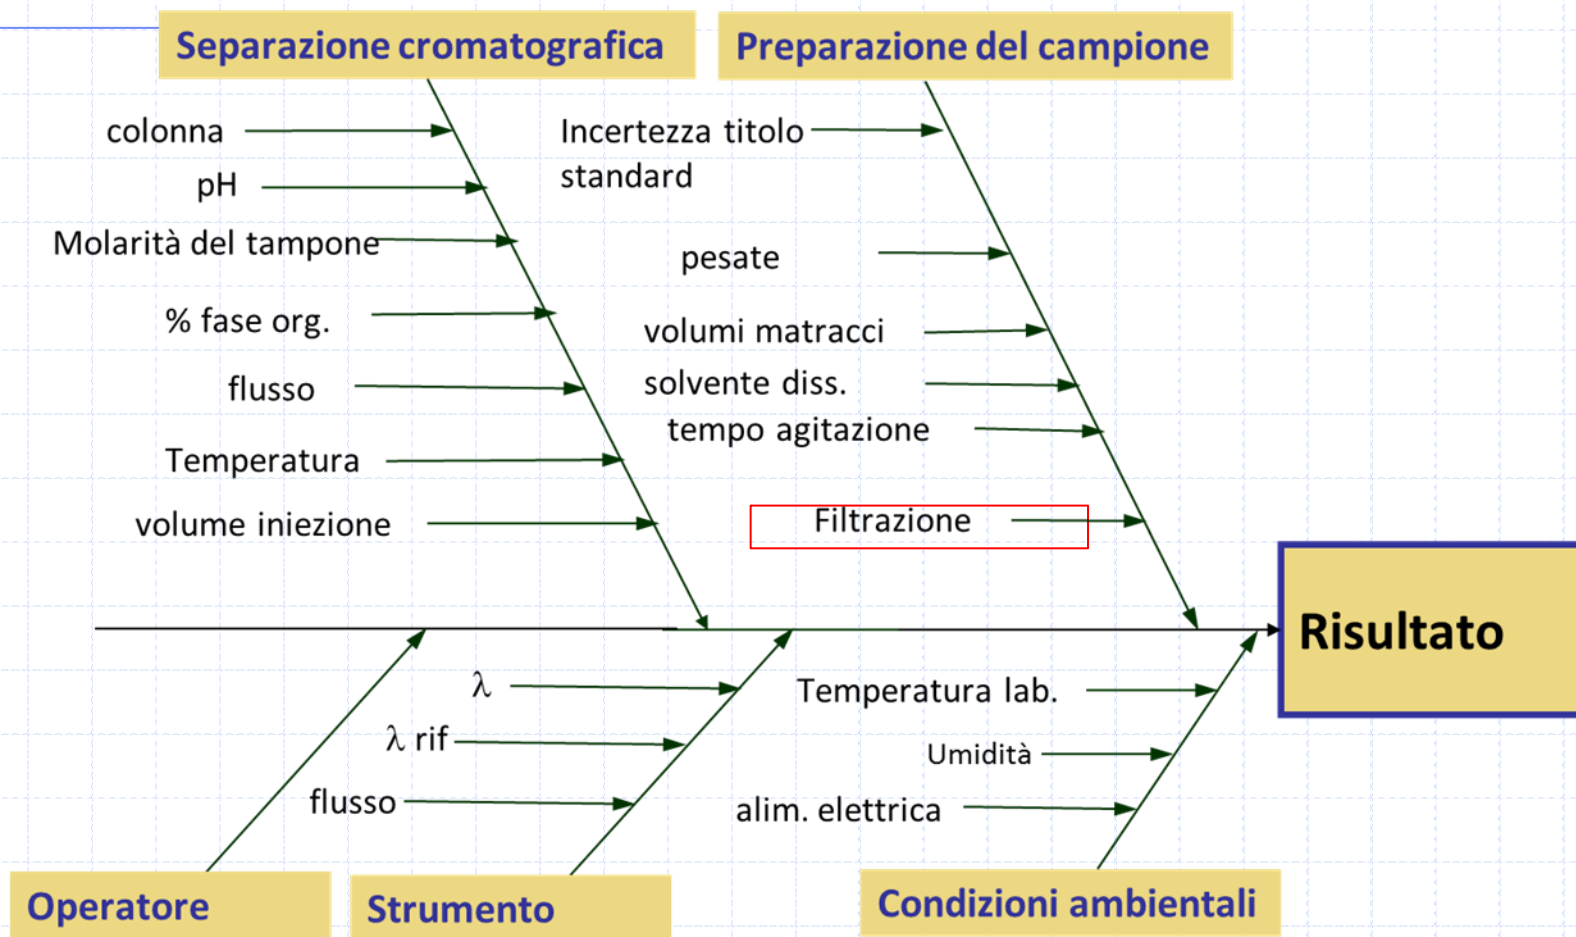 Separazione cromatografica
Preparazione del campione
colonna
pH
Molarità del tampone
% fase org.
flusso
Temperatura
volume iniezione
Incertezza titolo
standard
pesate
volumi matracci
solvente diss.
tempo agitazione
Filtrazione
Risultato
λ
λ rif
flusso
Temperatura lab.
Umidità
alim. elettrica
Operatore
Strumento
Condizioni ambientali